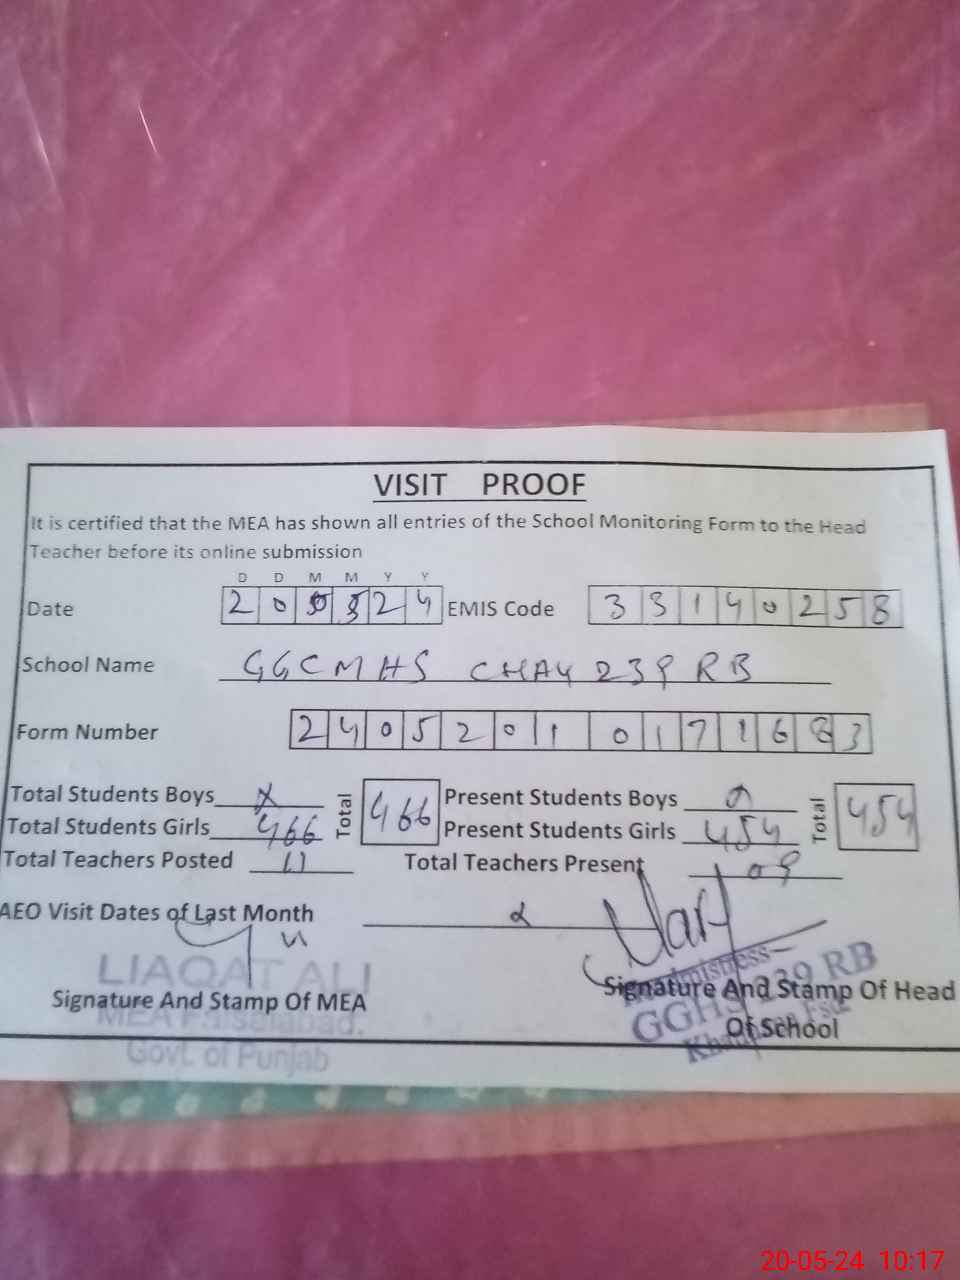 VISIT PROOF
It is certified that the MEA has shown all entries of the School Monitoring Form to the Head
Teacher before its online submission
D D M M Y Y
Date 2 0 0 5 2 4 EMIS Code 3 3 1 4 0 2 5 8
School Name GGCMHS CHAK 239 RB
Form Number 2 4 0 5 2 0 1 0 1 7 1 6 8 3
Total Students Boys x Total 466 Present Students Boys 0 Total 454
Total Students Girls 466 Present Students Girls 454
Total Teachers Posted 11 Total Teachers Present 09
AEO Visit Dates of Last Month
LIAQAT ALI
Signature And Stamp Of MEA
MEA Faisalabad.
Govt. of Punjab
Signature And Stamp Of Head
Of School
GGHS 239 RB
20-05-24 10:17